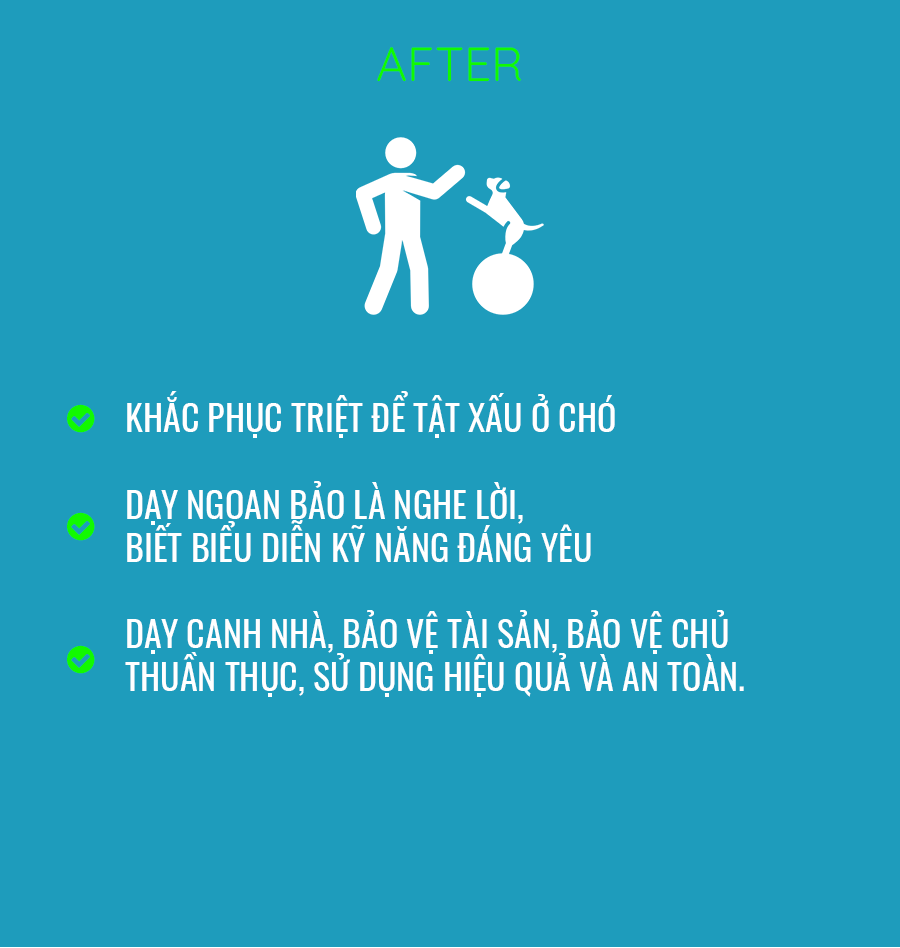 AFTER
KHẮC PHỤC TRIỆT ĐỂ TẬT XẤU Ở CHÓ
DẠY NGOAN BẢO LÀ NGHE LỜI,
BIẾT BIỂU DIỄN KỸ NĂNG ĐÁNG YÊU
DẠY CANH NHÀ, BẢO VỆ TÀI SẢN, BẢO VỆ CHỦ
THUẦN THỤC, SỬ DỤNG HIỆU QUẢ VÀ AN TOÀN.